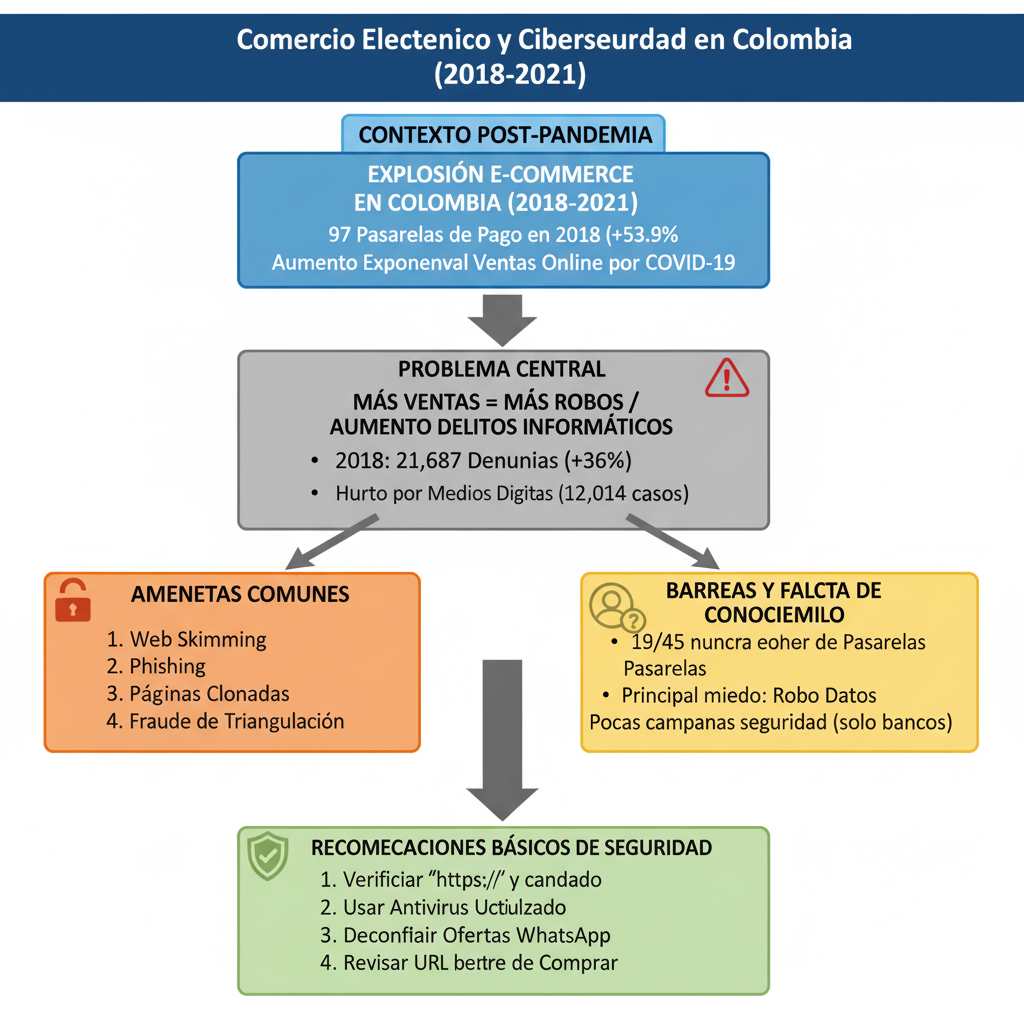 Comercio Electenico y Ciberseurdad en Colombia
(2018-2021)
CONTEXTO POST-PANDEMIA
EXPLOSIÓN E-COMMERCE
EN COLOMBIA (2018-2021)
97 Pasarelas de Pago en 2018 (+53.9%
Aumento Exponenval Ventas Online por COVID-19
PROBLEMA CENTRAL
MÁS VENTAS = MÁS ROBOS /
AUMENTO DELITOS INFORMÁTICOS
• 2018: 21,687 Denunias (+36%)
• Hurto por Medios Digitas (12,014 casos)
AMENETAS COMUNES
1. Web Skimming
2. Phishing
3. Páginas Clonadas
4. Fraude de Triangulación
BARREAS Y FALCTA DE
CONOCIEMILO
• 19/45 nuncra eoher de Pasarelas
Pasarelas
• Principal miedo: Robo Datos
Pocas campanas seguridad (solo bancos)
RECOMECACIONES BÁSICOS DE SEGURIDAD
1. Verificiar “https:/” y candado
2. Usar Antivirus Uctiulzado
3. Deconfiair Ofertas WhatsApp
4. Revisar URL bertre de Comprar